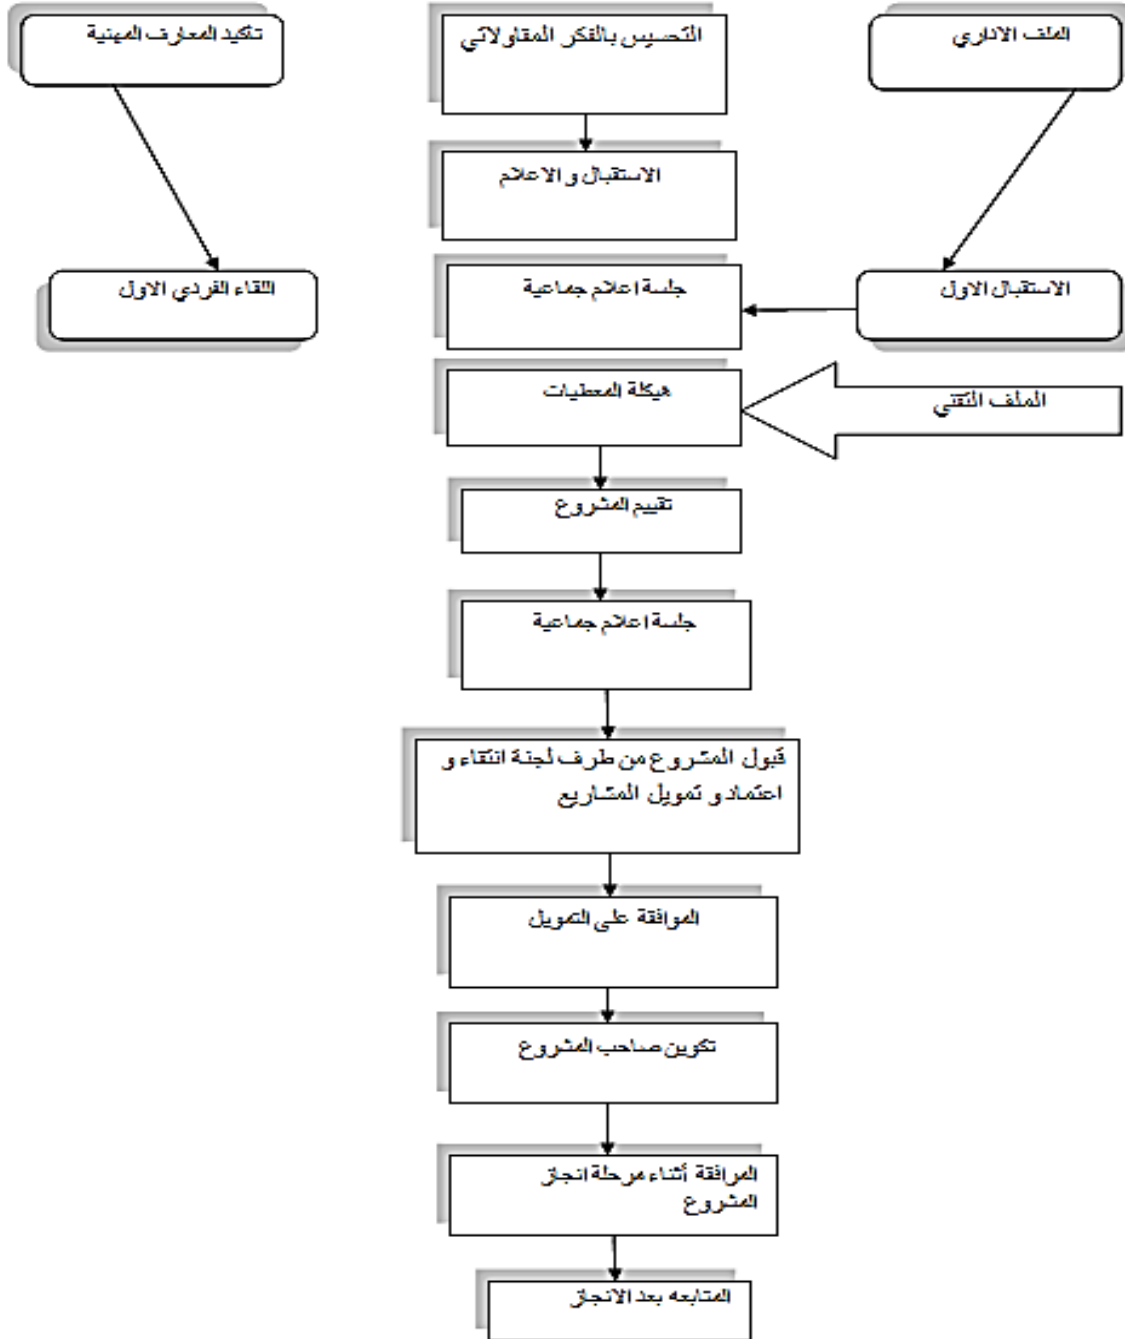 الملف الاداري
التحسيس بالفكر المقاولاتي
تأكيد المعارف المهنية
الاستقبال و الاعلام
الاستقبال الاول
جلسة اعلام جماعية
اللقاء الفردي الاول
الملف التقني
هيكلة المعطيات
تقييم المشروع
جلسة اعلام جماعية
قبول المشروع من طرف لجنة انتقاء و
اعتماد و تمويل المشاريع
الموافقة على التمويل
تكوين صاحب المشروع
المرافقة أثناء مرحلة انجاز
المشروع
المتابعه بعد الانجاز